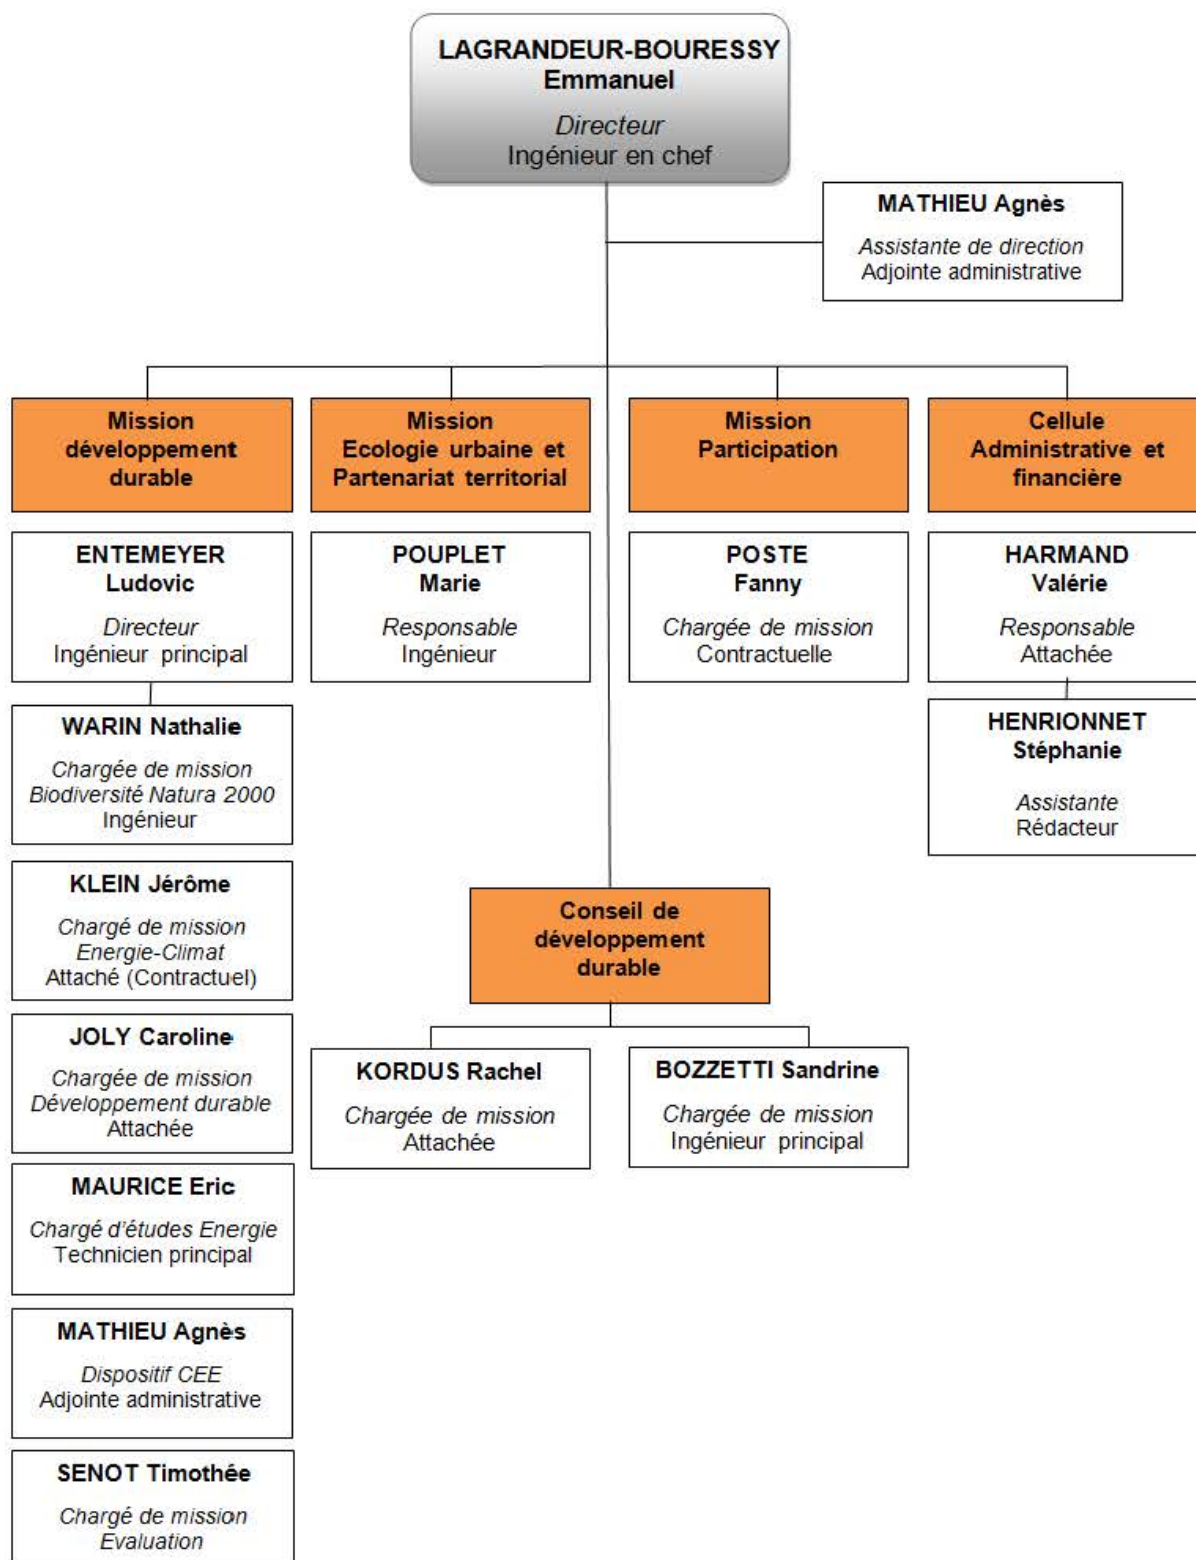 LAGRANDEUR-BOURESSY
Emmanuel
Directeur
Ingénieur en chef
MATHIEU Agnès
Assistante de direction
Adjointe administrative
Mission
développement
durable
Mission
Ecologie urbaine et
Partenariat territorial
Mission
Participation
Cellule
Administrative et
financière
ENTEMEYER
Ludovic
Directeur
Ingénieur principal
POUPLET
Marie
Responsable
Ingénieur
POSTE
Fanny
Chargée de mission
Contractuelle
HARMAND
Valérie
Responsable
Attachée
WARIN Nathalie
Chargée de mission
Biodiversité Natura 2000
Ingénieur
HENRIONNET
Stéphanie
Assistante
Rédacteur
KLEIN Jérôme
Chargé de mission
Energie-Climat
Attaché (Contractuel)
Conseil de
développement
durable
JOLY Caroline
Chargée de mission
Développement durable
Attachée
KORDUS Rachel
Chargée de mission
Attachée
BOZZETTI Sandrine
Chargée de mission
Ingénieur principal
MAURICE Eric
Chargé d'études Energie
Technicien principal
MATHIEU Agnès
Dispositif CEE
Adjointe administrative
SENOT Timothée
Chargé de mission
Evaluation